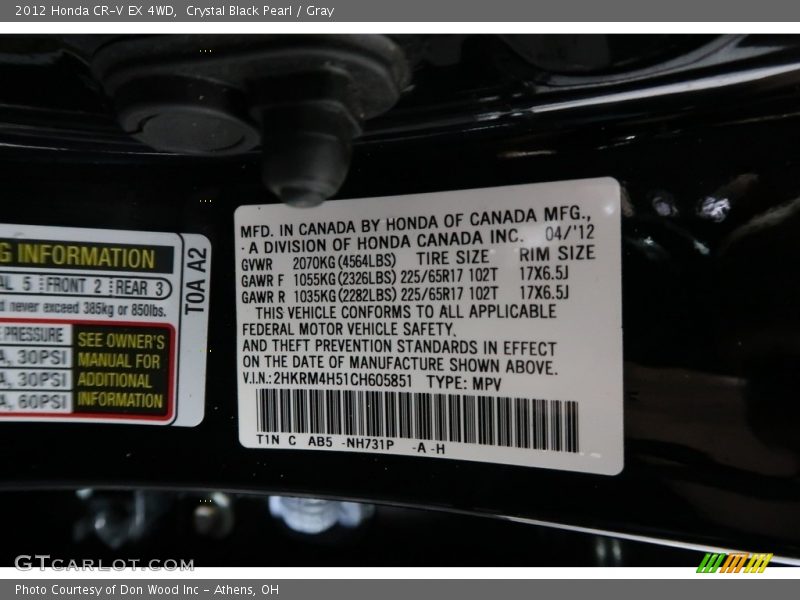 2012 Honda CR-V EX 4WD, Crystal Black Pearl / Gray
G INFORMATION
AL 5 FRONT 2 REAR 3
d never exceed 385kg or 850lbs.
PRESSURE
A, 30PSI
A, 30PSI
A, 60PSI
SEE OWNER'S
MANUAL FOR
ADDITIONAL
INFORMATION
T0A A2
MFD. IN CANADA BY HONDA OF CANADA MFG.,
A DIVISION OF HONDA CANADA INC. 04/'12
GVWR 2070KG (4564LBS) TIRE SIZE RIM SIZE
GAWR F 1055KG (2326LBS) 225/65R17 102T 17X6.5J
GAWR R 1035KG (2282LBS) 225/65R17 102T 17X6.5J
THIS VEHICLE CONFORMS TO ALL APPLICABLE
FEDERAL MOTOR VEHICLE SAFETY,
AND THEFT PREVENTION STANDARDS IN EFFECT
ON THE DATE OF MANUFACTURE SHOWN ABOVE.
V.I.N.: 2HKRM4H51CH605851 TYPE: MPV
T1N C AB5 -NH731P -A-H
GTCARLOT.COM
Photo Courtesy of Don Wood Inc - Athens, OH